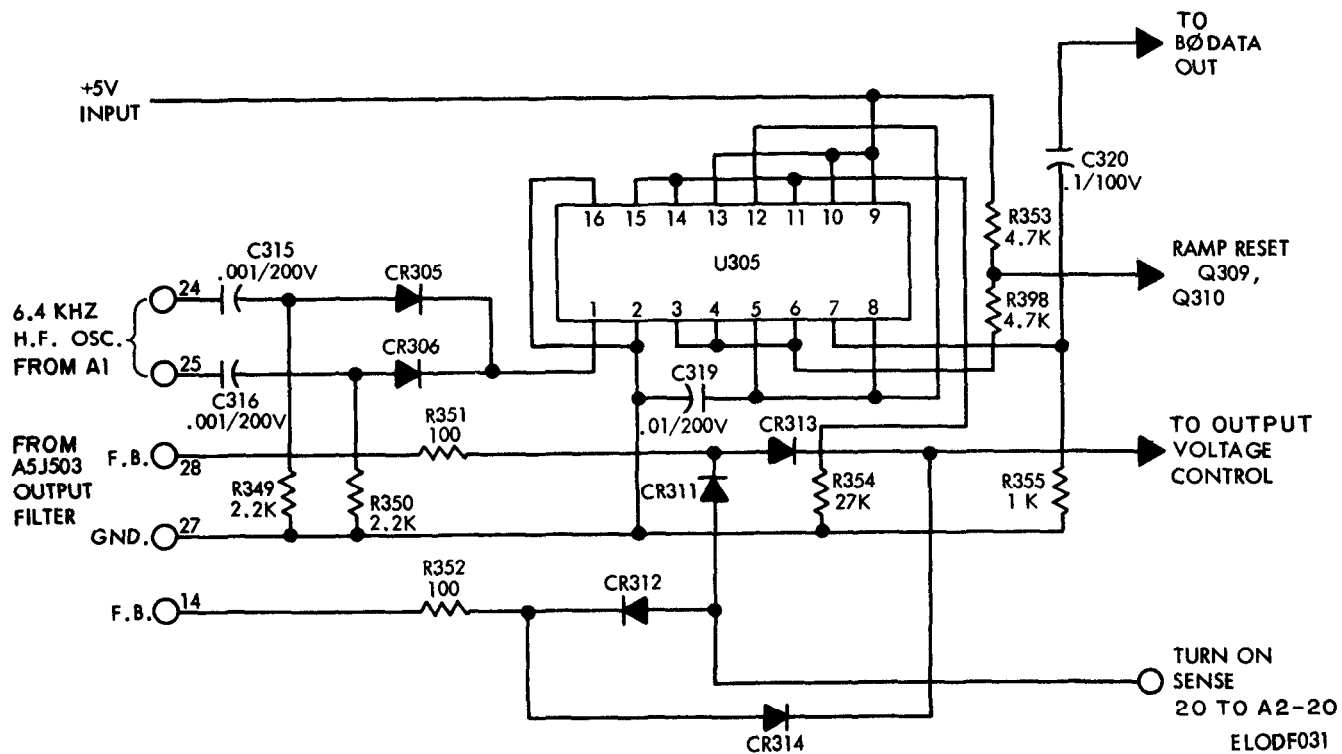 TO
BØDATA
OUT
+5V
INPUT
C320
.1/100V
16 15 14 13 12 11 10 9
R353
4.7K
U305
RAMP RESET
Q309,
Q310
C315
.001/200V
CR305
R398
4.7K
24
6.4 KHZ
H.F. OSC.
FROM A1
1 2 3 4 5 6 7 8
CR306
25
C316
.001/200V
C319
.01/200V
R351
100
CR313
TO OUTPUT
VOLTAGE
CONTROL
FROM
A5J503
OUTPUT
FILTER
F.B.
28
R349
2.2K
R350
2.2K
CR311
R354
27K
R355
1 K
GND.
27
R352
100
CR312
F.B.
14
TURN ON
SENSE
20 TO A2-20
CR314
ELODF031